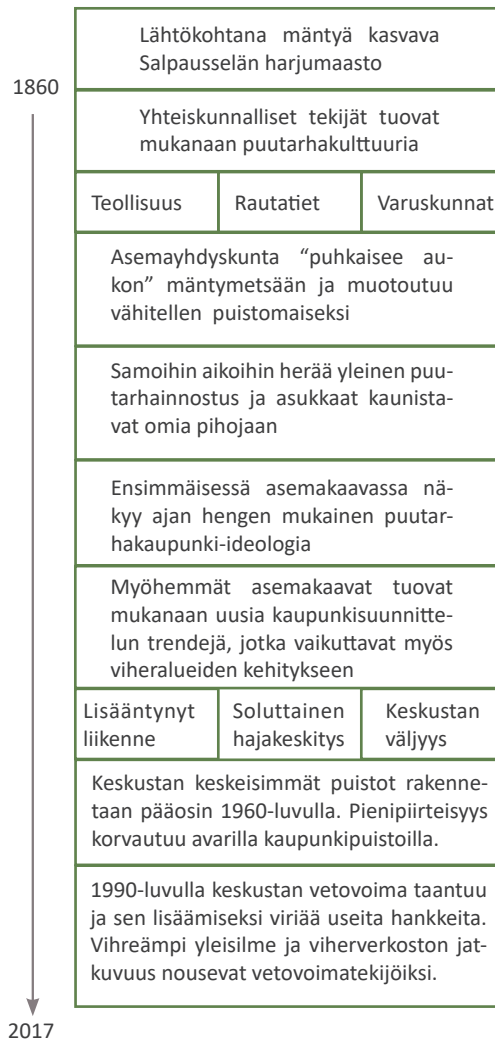 Lähtökohtana mäntyä kasvava
Salpausselän harjumaasto
1860
Yhteiskunnalliset tekijät tuovat
mukanaan puutarhakulttuuria
Teollisuus Rautatiet Varuskunnat
Asemayhdyskunta “puhkaisee au-
kon” mäntymetsään ja muotoutuu
vähitellen puistomaiseksi
Samoihin aikoihin herää yleinen puu-
tarhainnostus ja asukkaat kaunista-
vat omia pihojaan
Ensimmäisessä asemakaavassa nä-
kyy ajan hengen mukainen puutar-
hakaupunki-ideologia
Myöhemmät asemakaavat tuovat
mukanaan uusia kaupunkisuunnitte-
lun trendejä, jotka vaikuttavat myös
viheralueiden kehitykseen
Lisääntynyt
liikenne
Soluttainen
hajakeskitys
Keskustan
väljyys
Keskustan keskeisimmät puistot rakenne-
taan pääosin 1960-luvulla. Pienipiirteisyys
korvautuu avarilla kaupunkipuistoilla.
1990-luvulla keskustan vetovoima taantuu
ja sen lisäämiseksi viriää useita hankkeita.
Vihreämpi yleisilme ja viherverkoston jat-
kuvuus nousevat vetovoimatekijöiksi.
2017